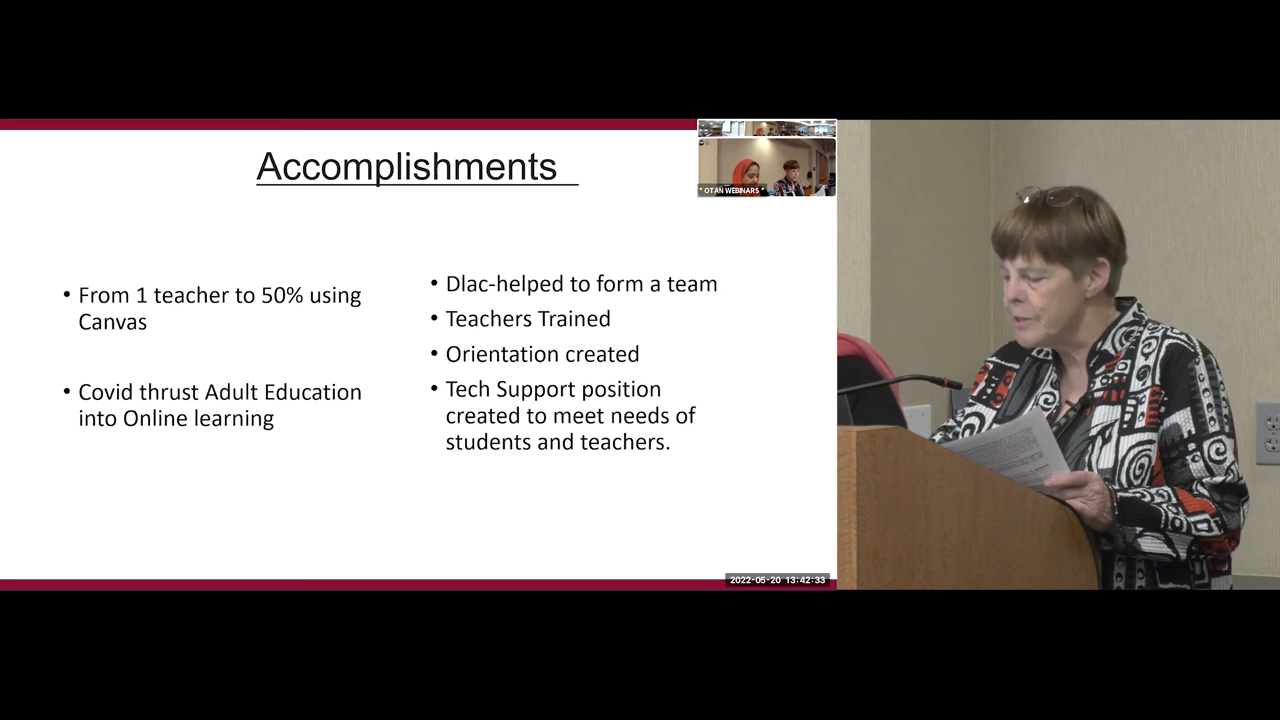 Accomplishments
* OTAN WEBINARS *
• From 1 teacher to 50% using
Canvas
• Covid thrust Adult Education
into Online learning
• Dlac-helped to form a team
• Teachers Trained
• Orientation created
• Tech Support position
created to meet needs of
students and teachers.
2022-05-20 13:42:33